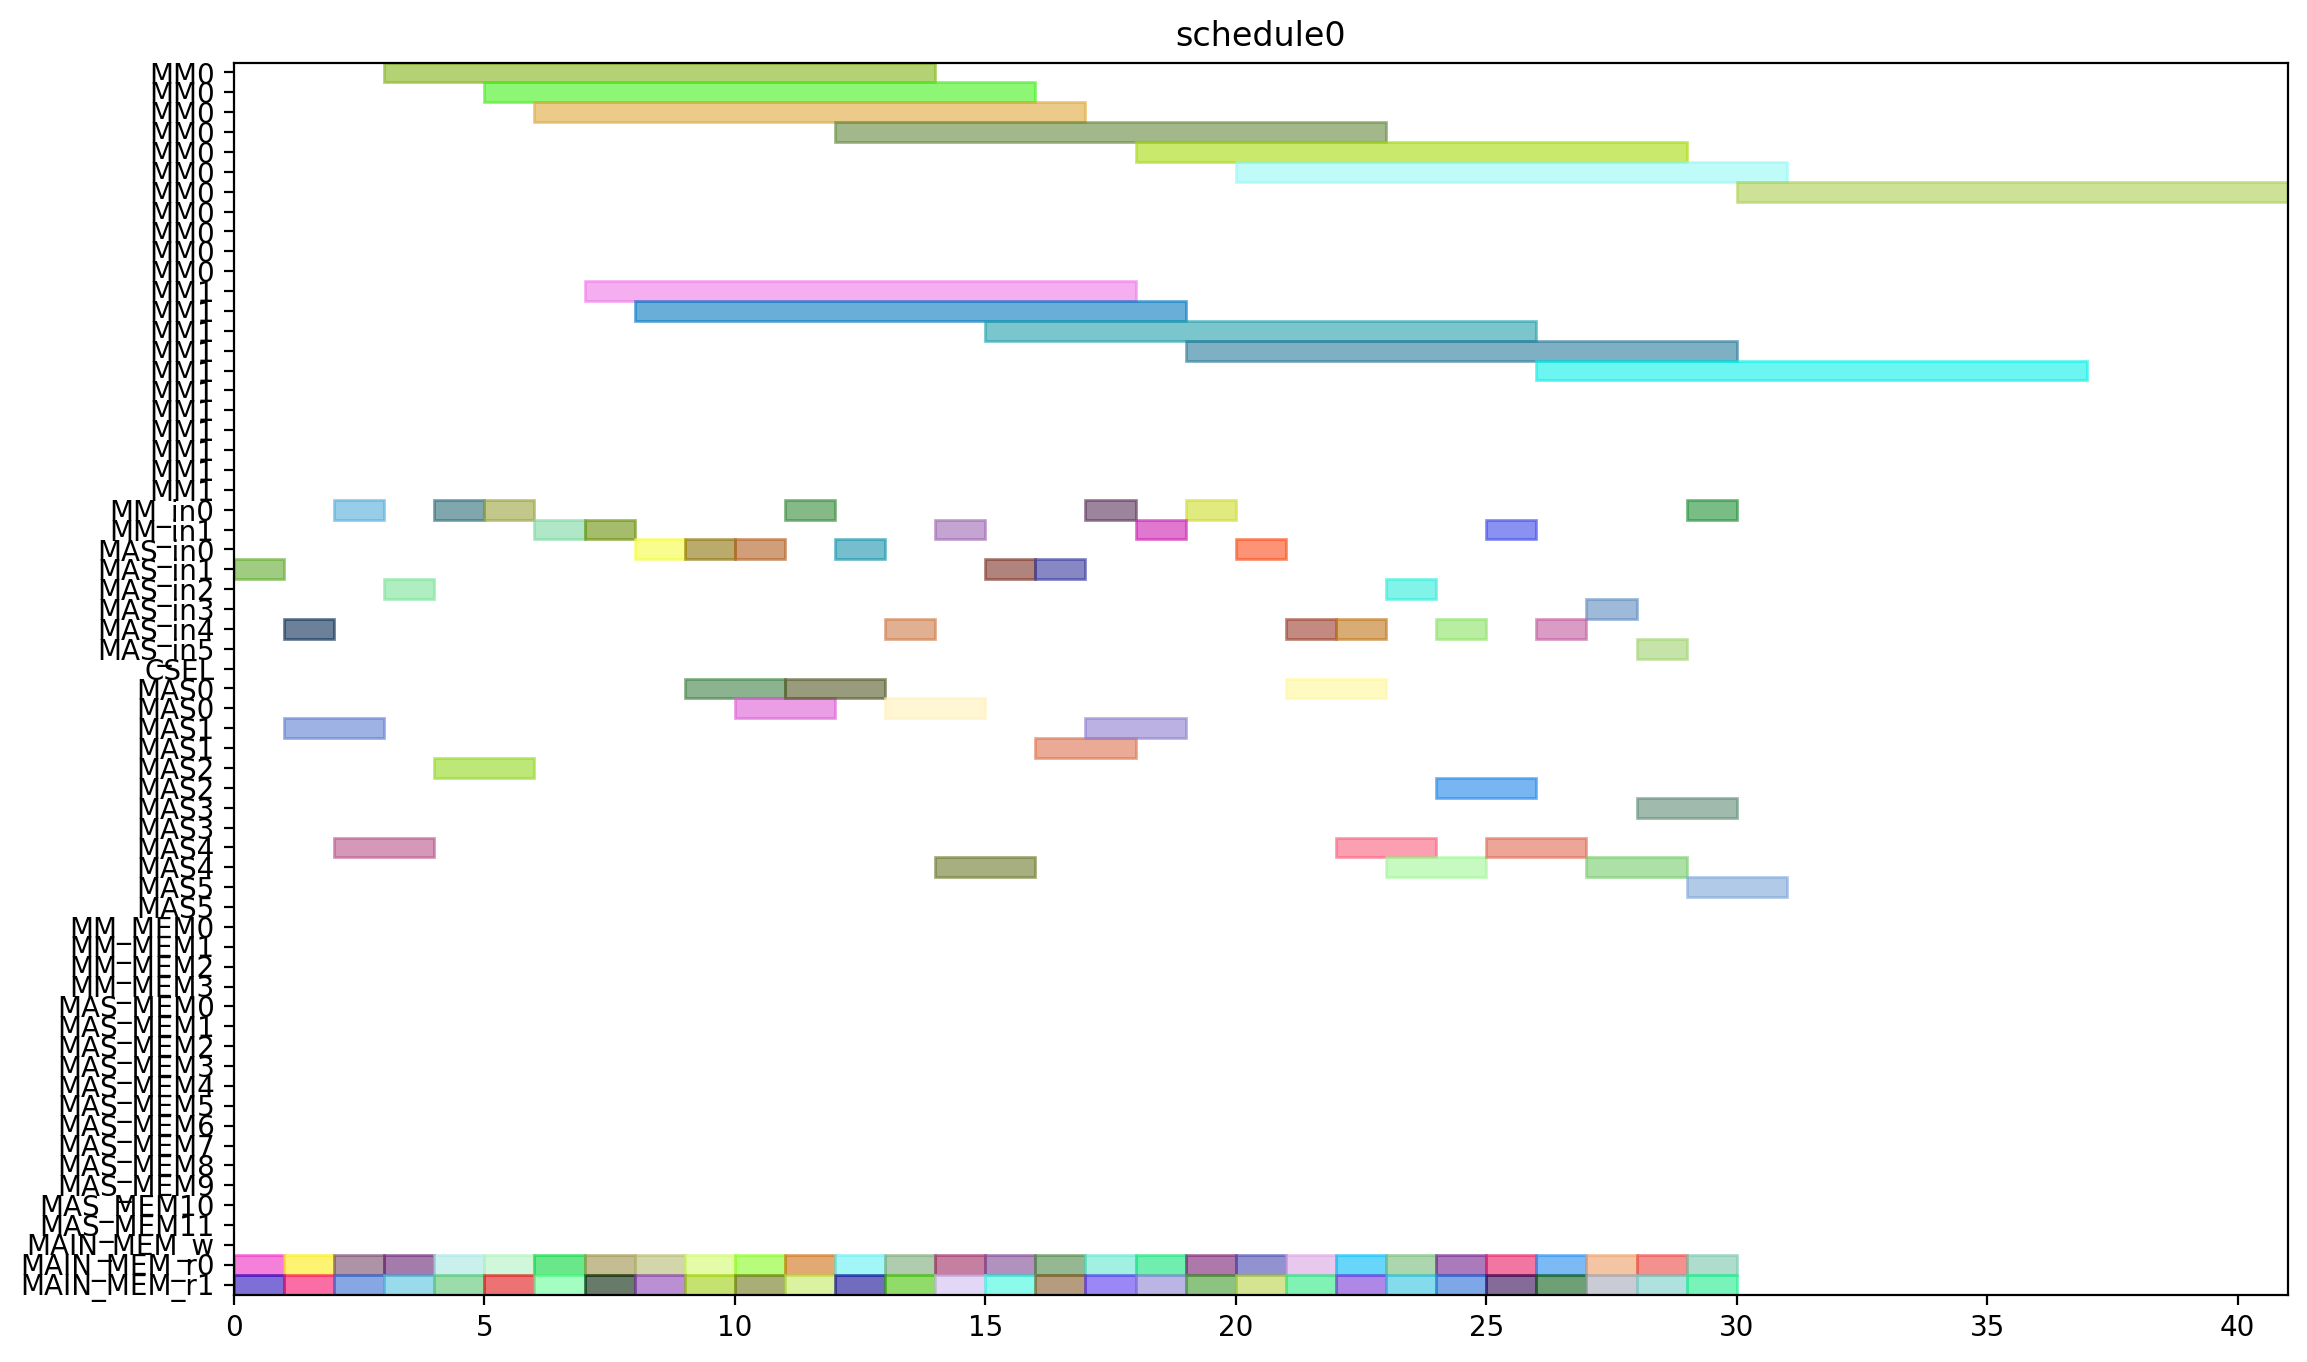 schedule0
MM0
MM0
MM0
MM0
MM0
MM0
MM0
MM0
MM0
MM0
MM0
MM1
MM1
MM1
MM1
MM1
MM1
MM1
MM1
MM1
MM1
MM1
MM_in0
MM_in1
MAS_in0
MAS_in1
MAS_in2
MAS_in3
MAS_in4
MAS_in5
CSEL
MAS0
MAS0
MAS1
MAS1
MAS2
MAS2
MAS3
MAS3
MAS4
MAS4
MAS5
MAS5
MM_MEM0
MM_MEM1
MM_MEM2
MM_MEM3
MAS_MEM0
MAS_MEM1
MAS_MEM2
MAS_MEM3
MAS_MEM4
MAS_MEM5
MAS_MEM6
MAS_MEM7
MAS_MEM8
MAS_MEM9
MAS_MEM10
MAS_MEM11
MAIN_MEM_w
MAIN_MEM_r0
MAIN_MEM_r1
0 5 10 15 20 25 30 35 40